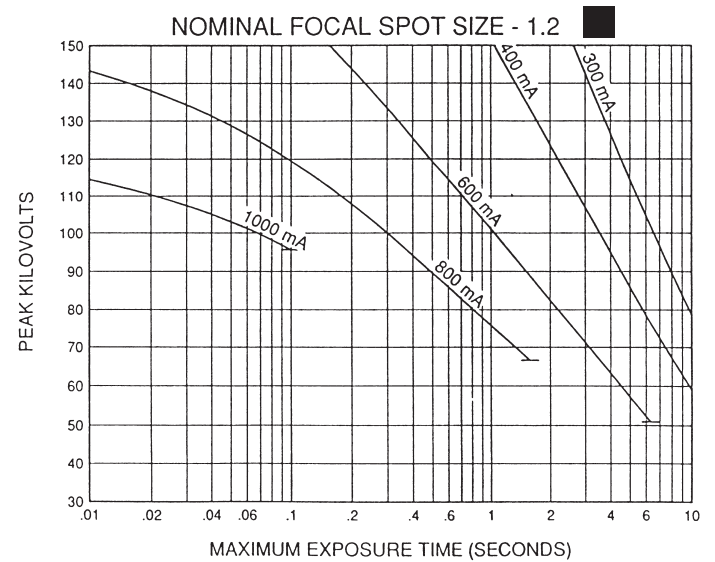 NOMINAL FOCAL SPOT SIZE - 1.2
150
140
130
120
110
100
90
80
70
60
50
40
30
PEAK KILOVOLTS
400 mA
300 mA
600 mA
1000 mA
800 mA
.01 .02 .04 .06 .1 .2 .4 .6 1 2 4 6 10
MAXIMUM EXPOSURE TIME (SECONDS)